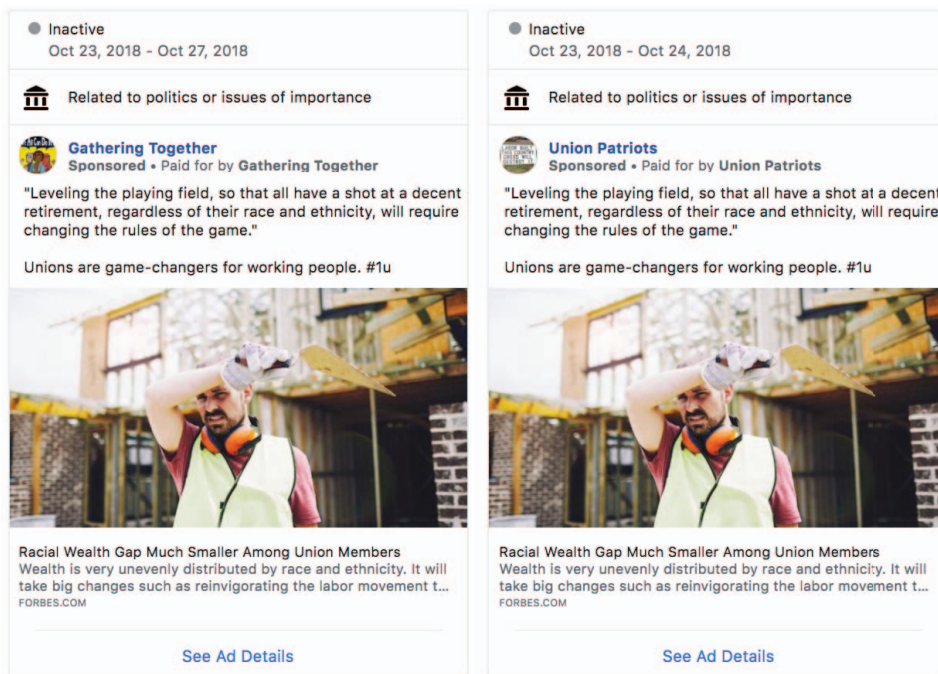 Inactive
Oct 23, 2018 - Oct 27, 2018
Related to politics or issues of importance
Gathering Together
Sponsored • Paid for by Gathering Together
"Leveling the playing field, so that all have a shot at a decent
retirement, regardless of their race and ethnicity, will require
changing the rules of the game."
Unions are game-changers for working people. #1u
Racial Wealth Gap Much Smaller Among Union Members
Wealth is very unevenly distributed by race and ethnicity. It will
take big changes such as reinvigorating the labor movement t...
FORBES.COM
See Ad Details
Inactive
Oct 23, 2018 - Oct 24, 2018
Related to politics or issues of importance
Union Patriots
Sponsored • Paid for by Union Patriots
"Leveling the playing field, so that all have a shot at a decent
retirement, regardless of their race and ethnicity, will require
changing the rules of the game."
Unions are game-changers for working people. #1u
Racial Wealth Gap Much Smaller Among Union Members
Wealth is very unevenly distributed by race and ethnicity. It will
take big changes such as reinvigorating the labor movement t...
FORBES.COM
See Ad Details